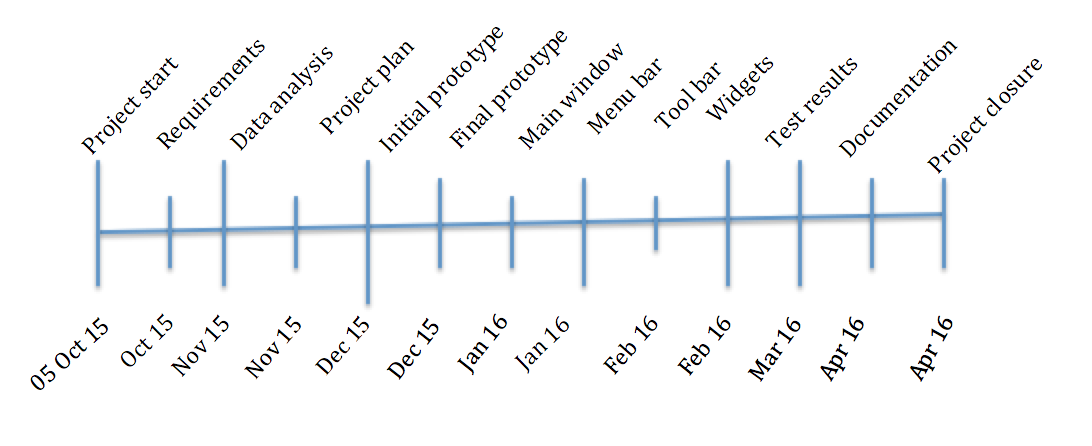 Project start
Requirements
Data analysis
Project plan
Initial prototype
Final prototype
Main window
Menu bar
Tool bar
Widgets
Test results
Documentation
Project closure
05 Oct 15
Oct 15
Nov 15
Nov 15
Dec 15
Dec 15
Jan 16
Jan 16
Feb 16
Feb 16
Mar 16
Apr 16
Apr 16